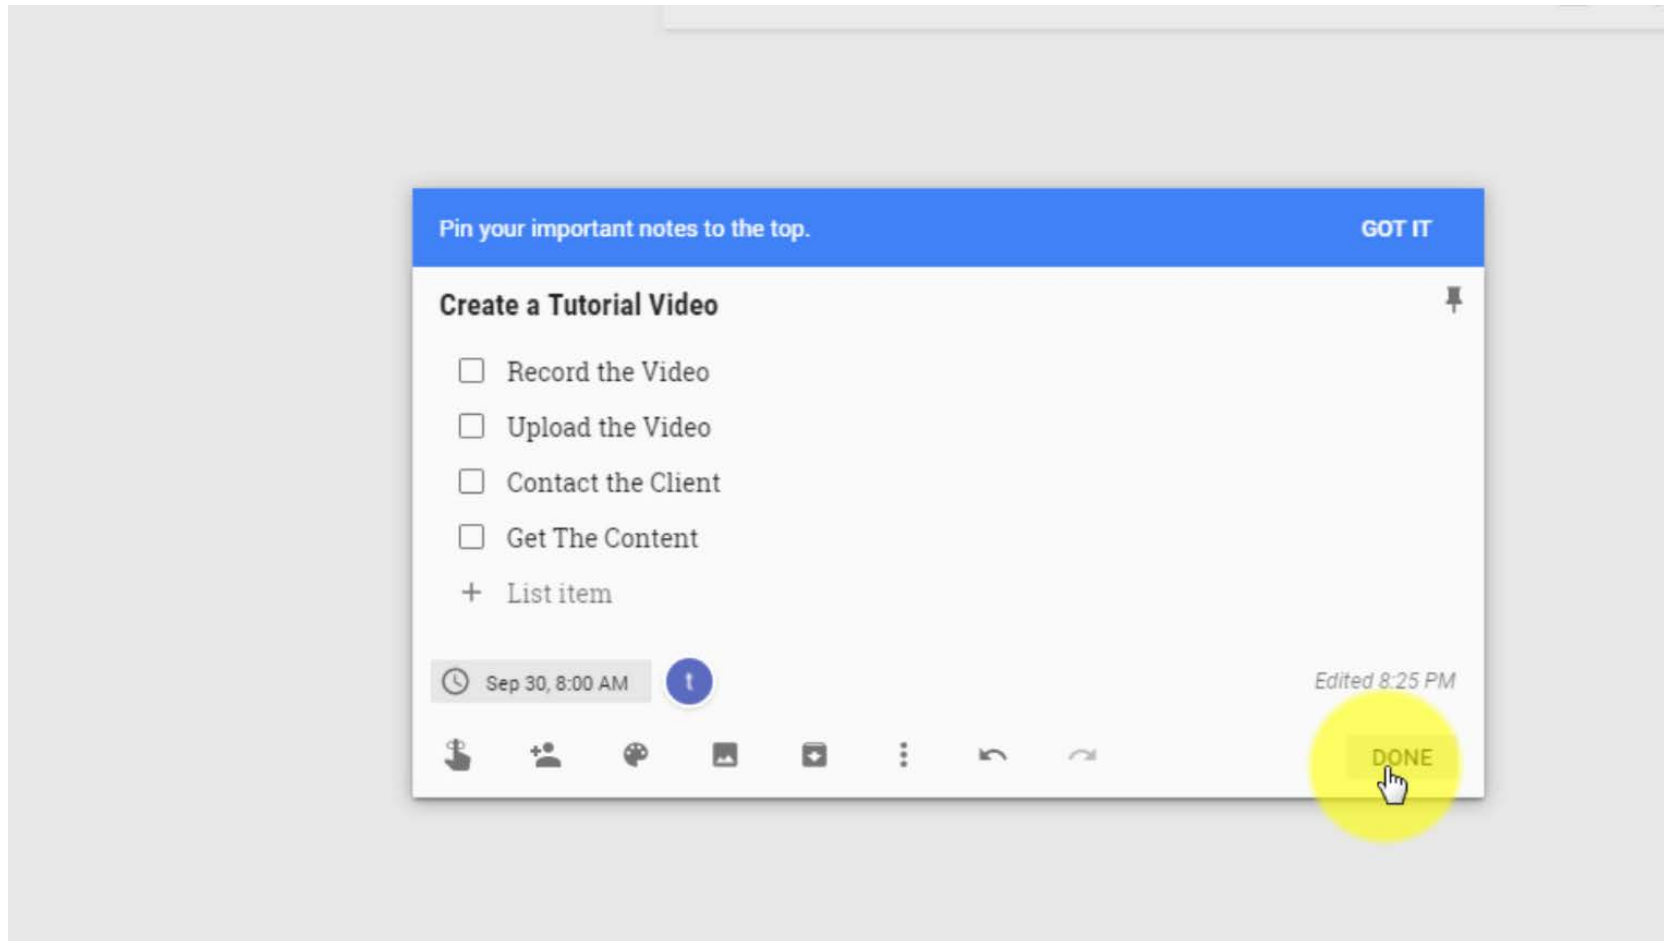 Pin your important notes to the top.
GOT IT
Create a Tutorial Video
Record the Video
Upload the Video
Contact the Client
Get The Content
+ List item
Sep 30, 8:00 AM
t
Edited 8:25 PM
DONE